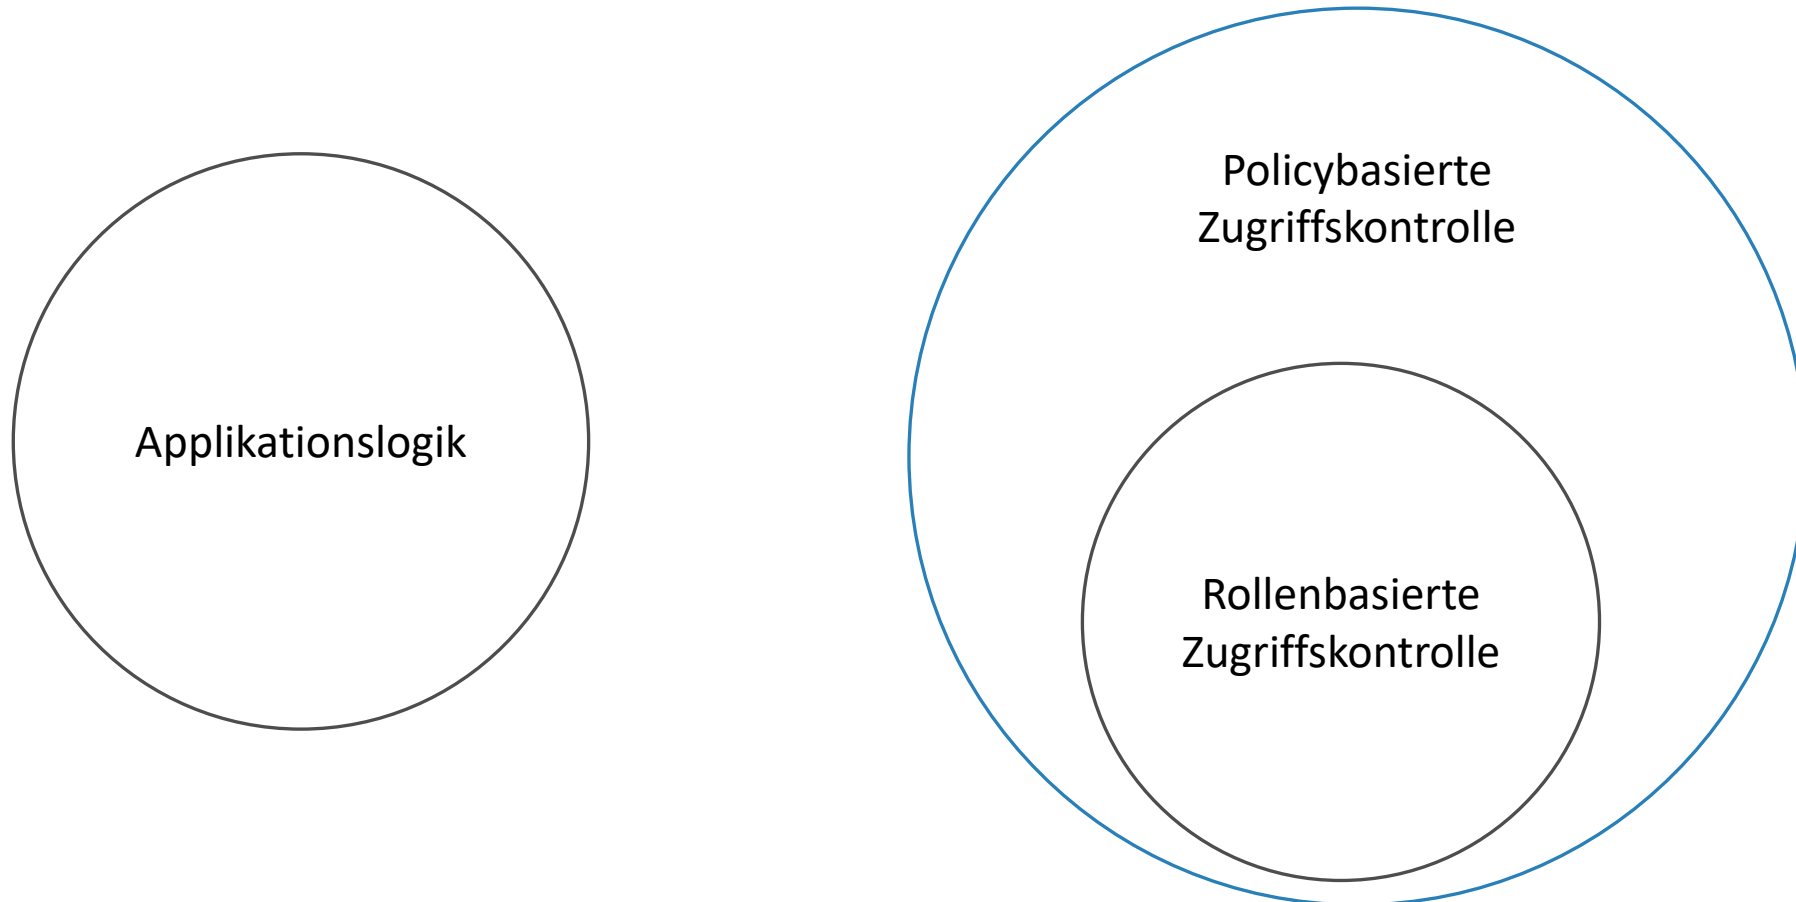 Applikationslogik
Policybasierte
Zugriffskontrolle
Rollenbasierte
Zugriffskontrolle